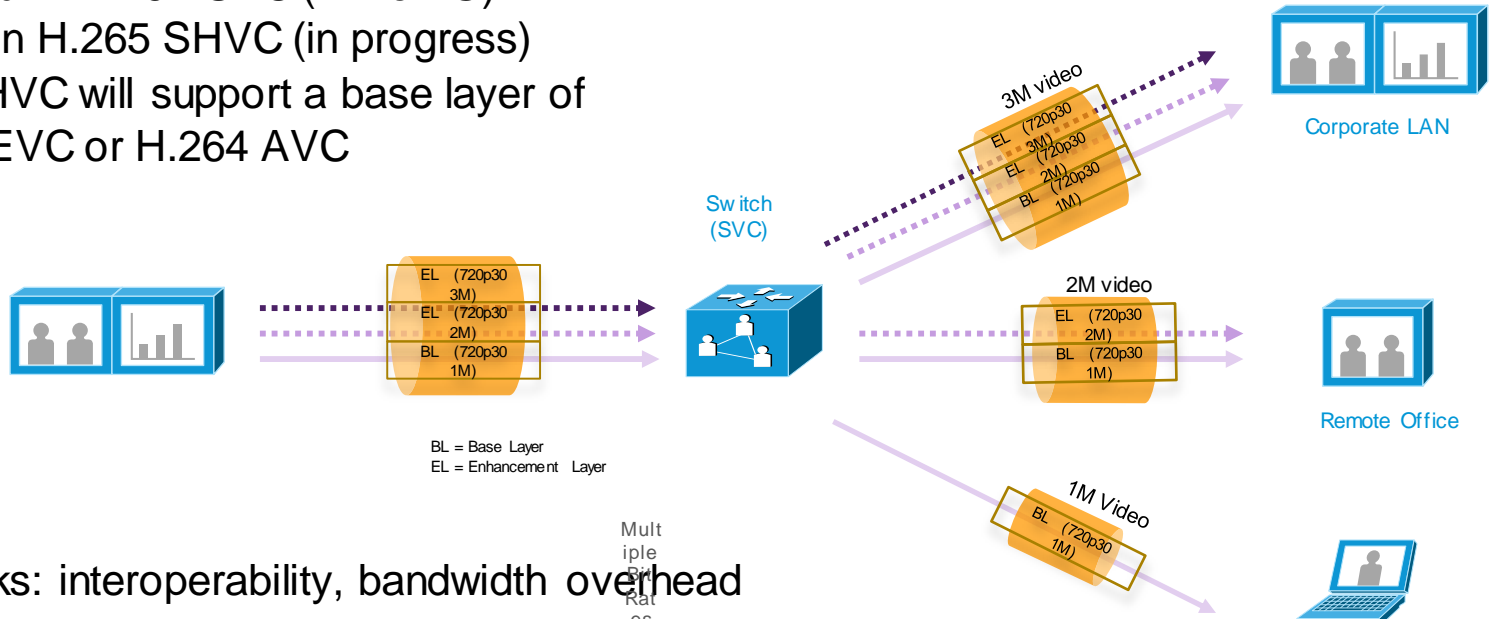 n H.265 SHVC (in progress)
HVC will support a base layer of
EVC or H.264 AVC
3M video
EL (720p30
3M)
EL (720p30
2M)
BL (720p30
1M)
Corporate LAN
Switch
(SVC)
EL (720p30
3M)
EL (720p30
2M)
BL (720p30
1M)
2M video
EL (720p30
2M)
BL (720p30
1M)
Remote Office
BL = Base Layer
EL = Enhancement Layer
1M Video
BL (720p30
1M)
Mult
iple
Bit
Rat
es
ks: interoperability, bandwidth overhead